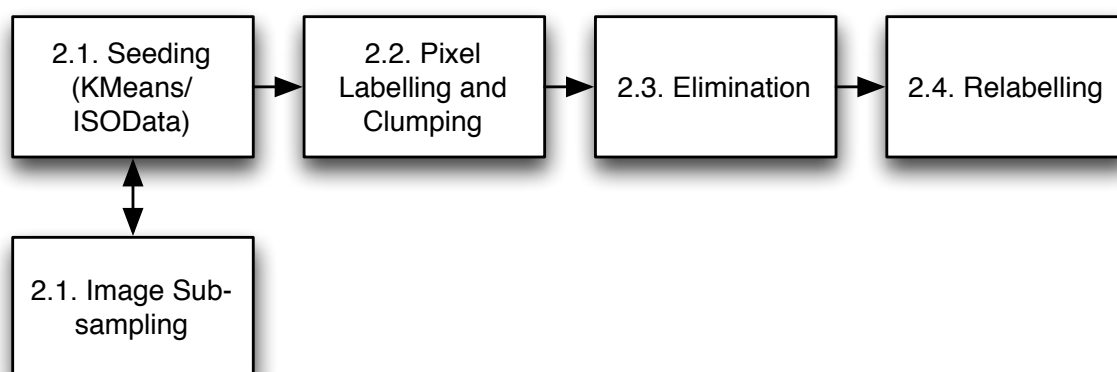 2.1. Seeding
(KMeans/
ISOData)
2.2. Pixel
Labelling and
Clumping
2.3. Elimination
2.4. Relabelling
2.1. Image Sub-
sampling